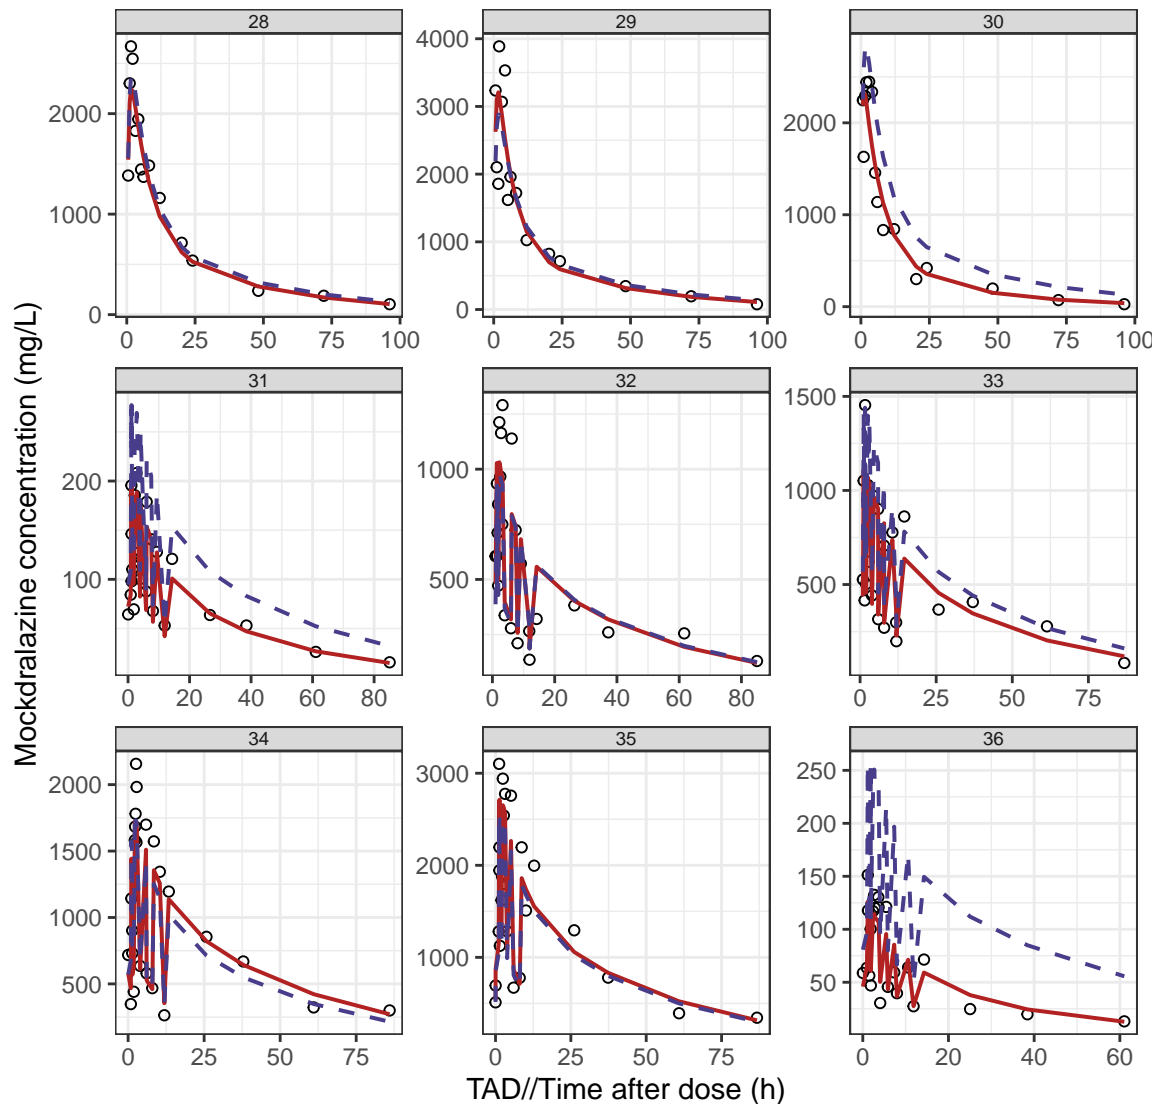 28 29 30
4000
2000 3000 2000
2000
1000 1000
1000
0 0 0
0 25 50 75 100 0 25 50 75 100 0 25 50 75 100
31 32 33
1500
200 1000 1000
100 500 500
0 20 40 60 80 0 20 40 60 80 0 25 50 75
34 35 36
2000 3000 250
200
1500 2000 150
1000 100
500 1000 50
0 25 50 75 0 25 50 75 0 20 40 60
Mockdralazine concentration (mg/L)
TAD//Time after dose (h)